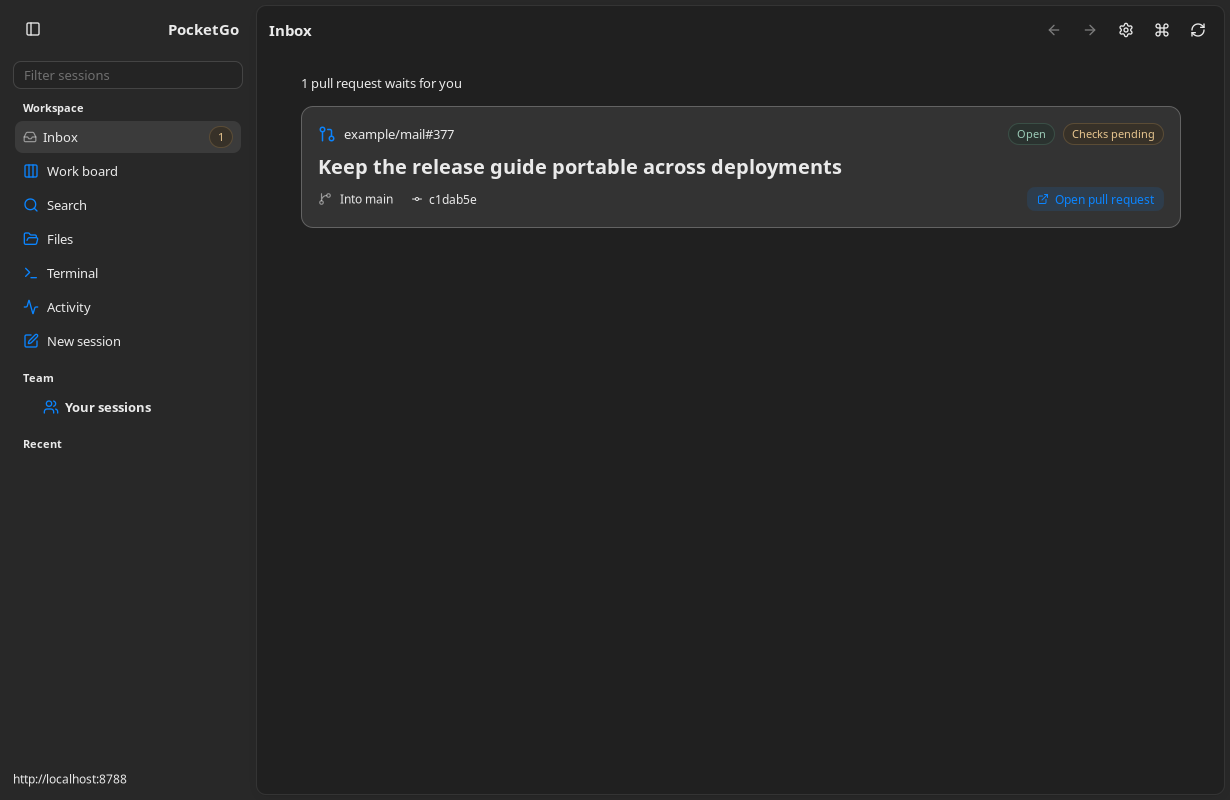 PocketGo
Filter sessions
Workspace
Inbox 1
Work board
Search
Files
Terminal
Activity
New session
Team
Your sessions
Recent
http://localhost:8788
Inbox
1 pull request waits for you
example/mail#377 Open Checks pending
Keep the release guide portable across deployments
Into main c1dab5e Open pull request